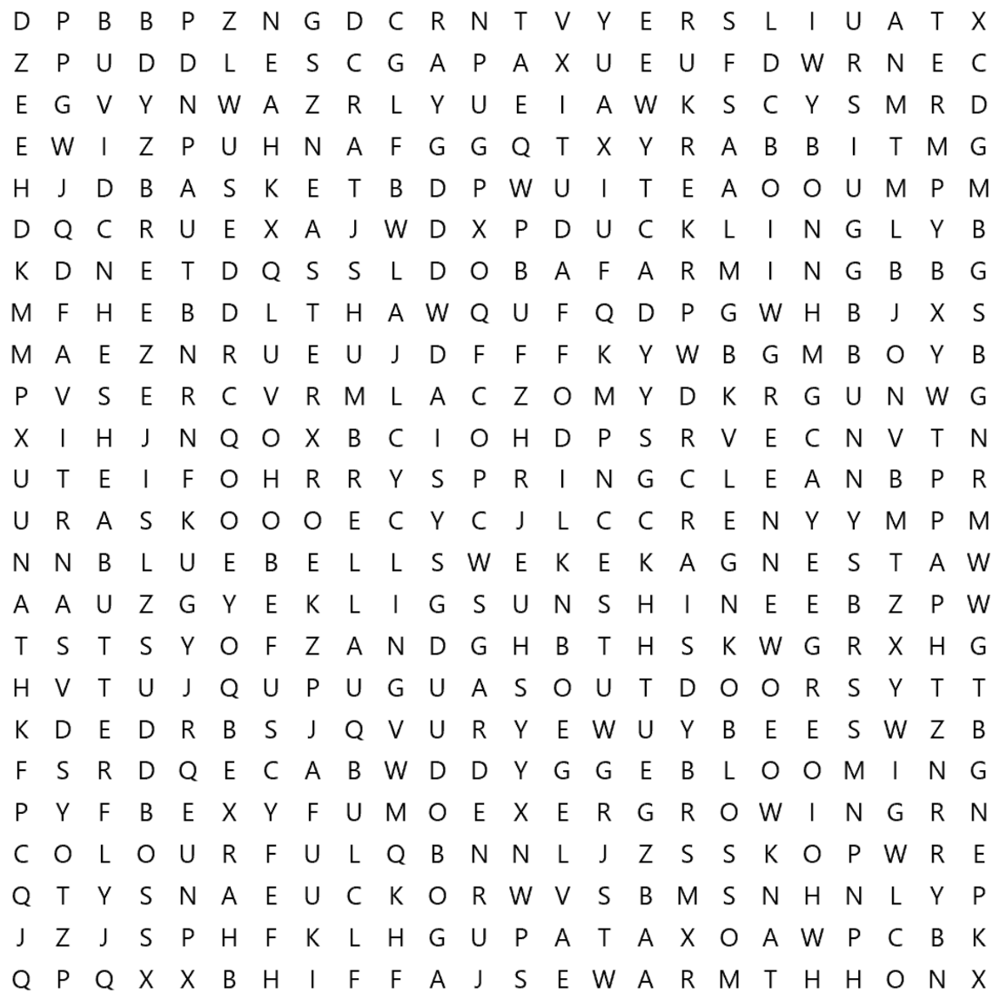 D P B B P Z N G D C R N T V Y E R S L I U A T X
Z P U D D L E S C G A P A X U E U F D W R N E C
E G V Y N W A Z R L Y U E I A W K S C Y S M R D
E W I Z P U H N A F G G Q T X Y R A B B I T M G
H J D B A S K E T B D P W U I T E A O O U M P M
D Q C R U E X A J W D X P D U C K L I N G L Y B
K D N E T D Q S S L D O B A F A R M I N G B B G
M F H E B D L T H A W Q U F Q D P G W H B J X S
M A E Z N R U E U J D F F F K Y W B G M B O Y B
P V S E R C V R M L A C Z O M Y D K R G U N W G
X I H J N Q O X B C I O H D P S R V E C N V T N
U T E I F O H R R Y S P R I N G C L E A N B P R
U R A S K O O O E C Y C J L C C R E N Y Y M P M
N N B L U E B E L L S W E K E K A G N E S T A W
A A U Z G Y E K L I G S U N S H I N E E B Z P W
T S T S Y O F Z A N D G H B T H S K W G R X H G
H V T U J Q U P U G U A S O U T D O O R S Y T T
K D E D R B S J Q V U R Y E W U Y B E E S W Z B
F S R D Q E C A B W D D Y G G E B L O O M I N G
P Y F B E X Y F U M O E X E R G R O W I N G R N
C O L O U R F U L Q B N N L J Z S S K O P W R E
Q T Y S N A E U C K O R W V S B M S N H N L Y P
J Z J S P H F K L H G U P A T A X O A W P C B K
Q P Q X X B H I F F A J S E W A R M T H H O N X